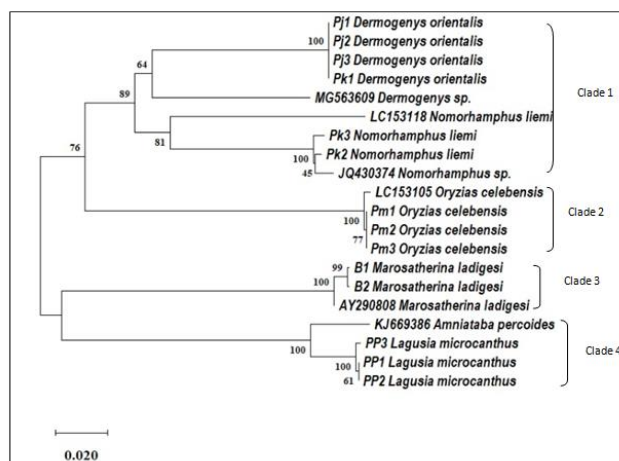 Pj1 Dermogenys orientalis
Pj2 Dermogenys orientalis
Pj3 Dermogenys orientalis
Pk1 Dermogenys orientalis
MG563609 Dermogenys sp.
LC153118 Nomorhamphus liemi
Pk3 Nomorhamphus liemi
Pk2 Nomorhamphus liemi
JQ430374 Nomorhamphus sp.
LC153105 Oryzias celebensis
Pm1 Oryzias celebensis
Pm2 Oryzias celebensis
Pm3 Oryzias celebensis
B1 Marosatherina ladigesi
B2 Marosatherina ladigesi
AY290808 Marosatherina ladigesi
KJ669386 Amniataba percoides
PP3 Lagusia microcanthus
PP1 Lagusia microcanthus
PP2 Lagusia microcanthus
Clade 1
Clade 2
Clade 3
Clade 4
100
64
89
81
100
45
76
100
77
99
100
100
100
61
0.020